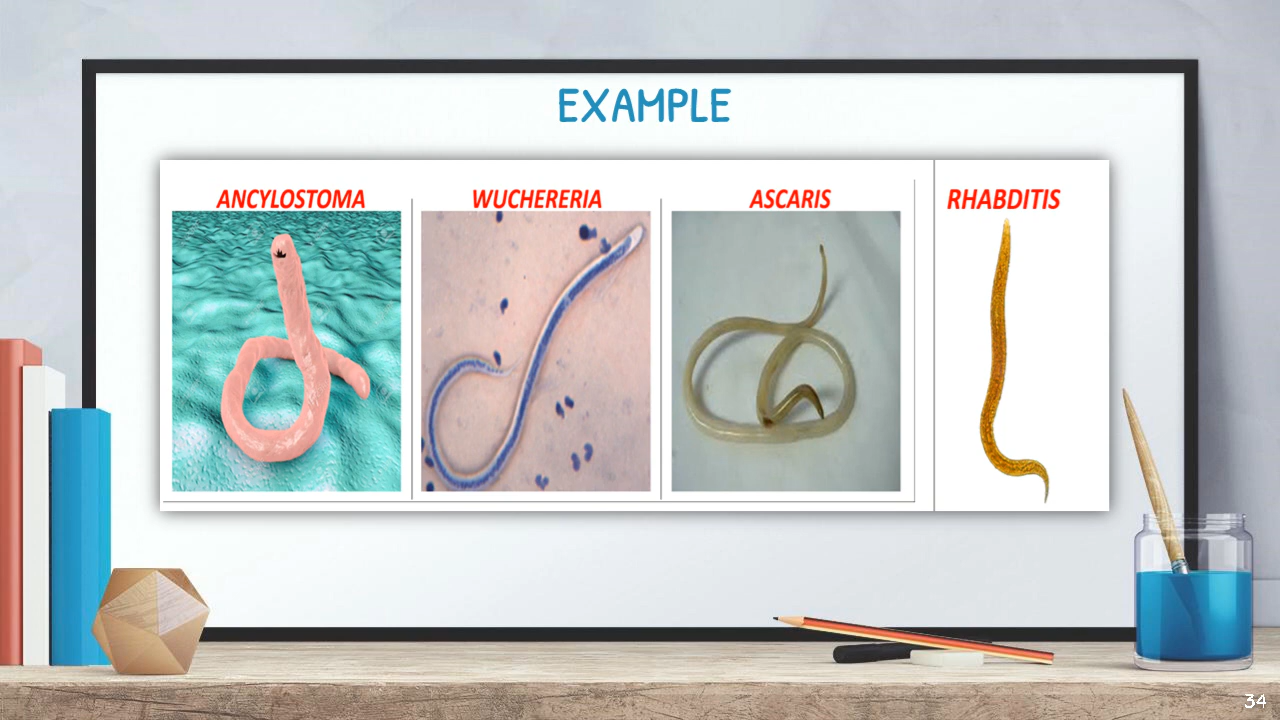 EXAMPLE
ANCYLOSTOMA
WUCHERERIA
ASCARIS
RHABDITIS
34